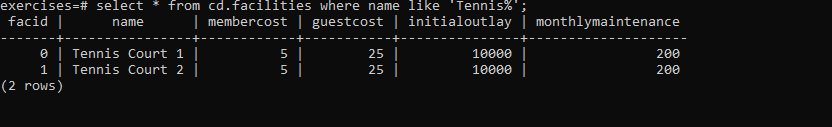 exercises=# select * from cd.facilities where name like 'Tennis%';
 facid |      name      | membercost | guestcost | initialoutlay | monthlymaintenance
-------+----------------+------------+-----------+---------------+--------------------
     0 | Tennis Court 1 |          5 |        25 |         10000 |                200
     1 | Tennis Court 2 |          5 |        25 |         10000 |                200
(2 rows)